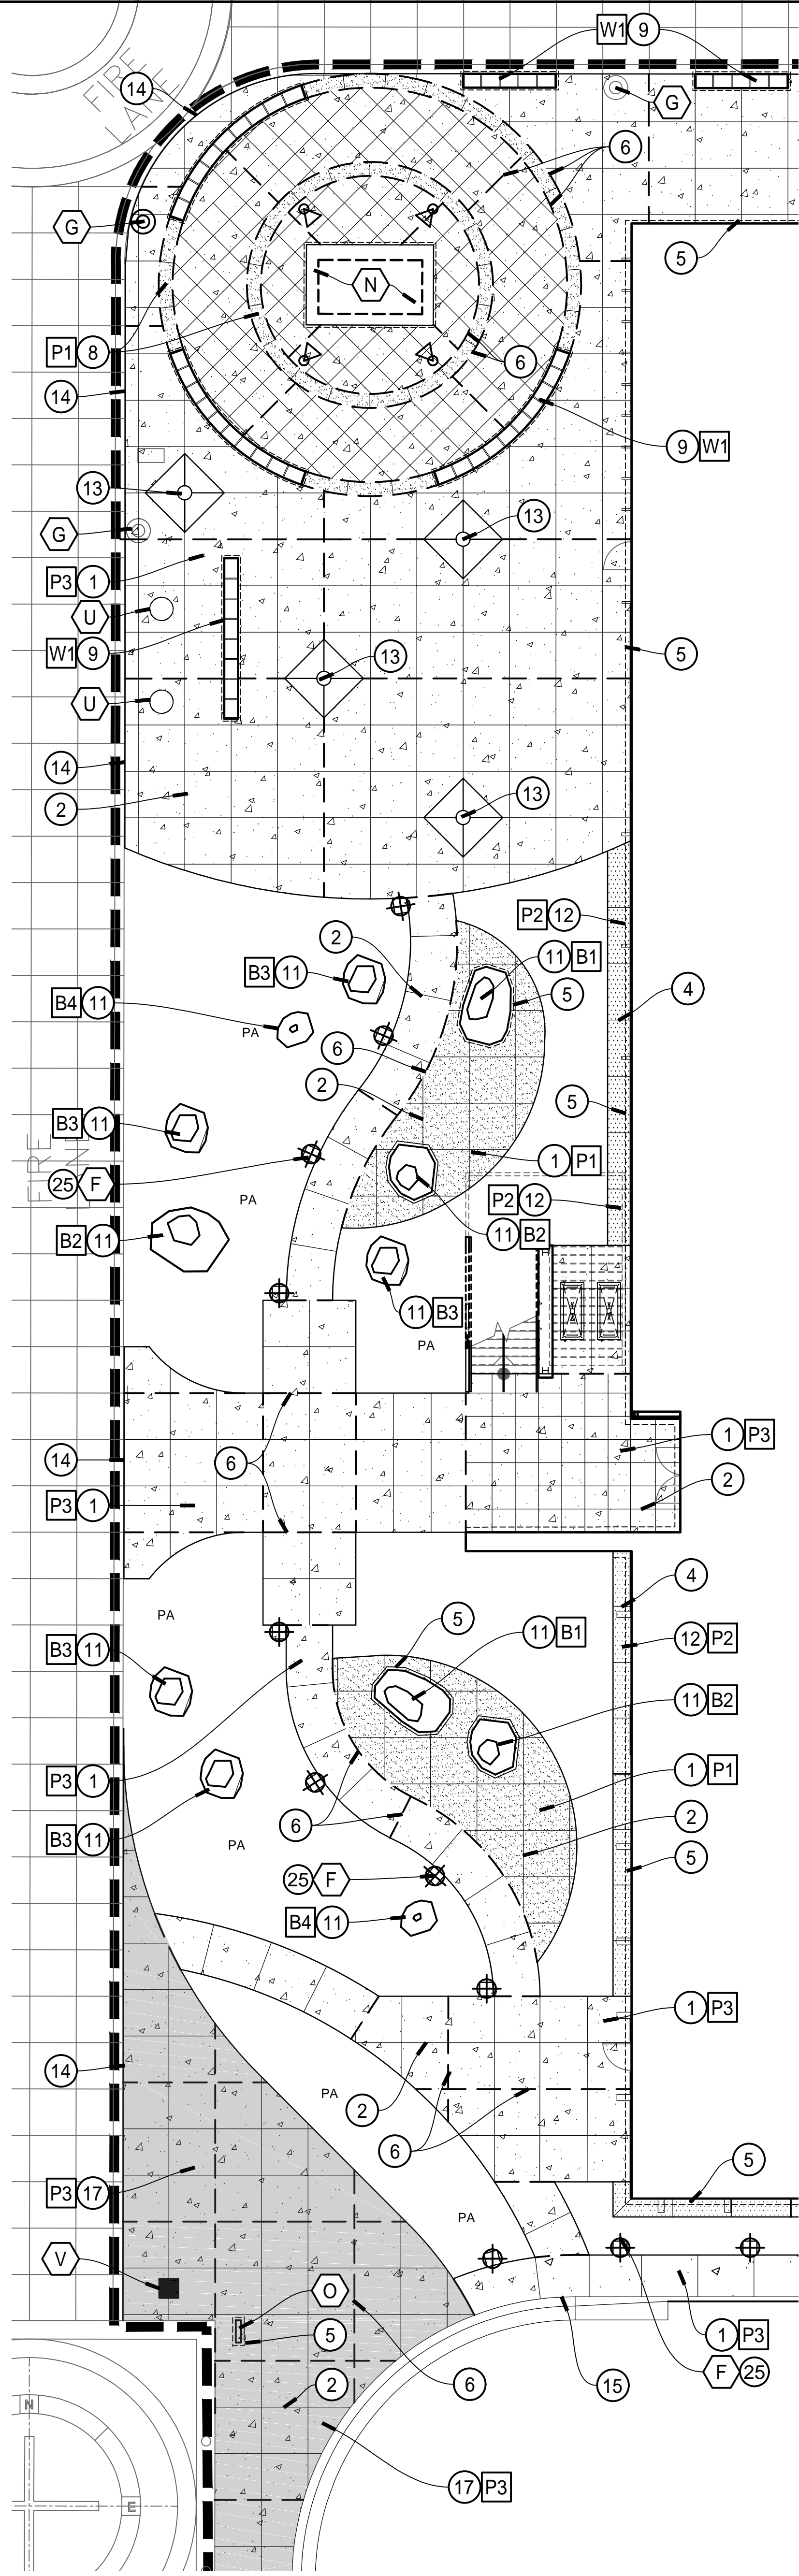 W1 9
FIRE
LANE
14
G
6
G
5
N
P1 8
6
14
9 W1
13
13
G
P3 1
U
W1 9
5
13
U
14
2
13
P2 12
2
11 B1
B3 11
4
5
B4 11
PA
6
2
5
B3 11
FIRE
LANE
1 P1
25 F
PA
P2 12
11 B2
B2 11
11 B3
PA
1 P3
14
6
2
P3 1
4
PA
5
11 B1
12 P2
B3 11
11 B2
1 P1
P3 1
2
6
B3 11
PA
5
25 F
B4 11
1 P3
14
PA
2
6
5
P3 17
PA
V
O
5
1 P3
F 25
2
6
15
N
17 P3
E